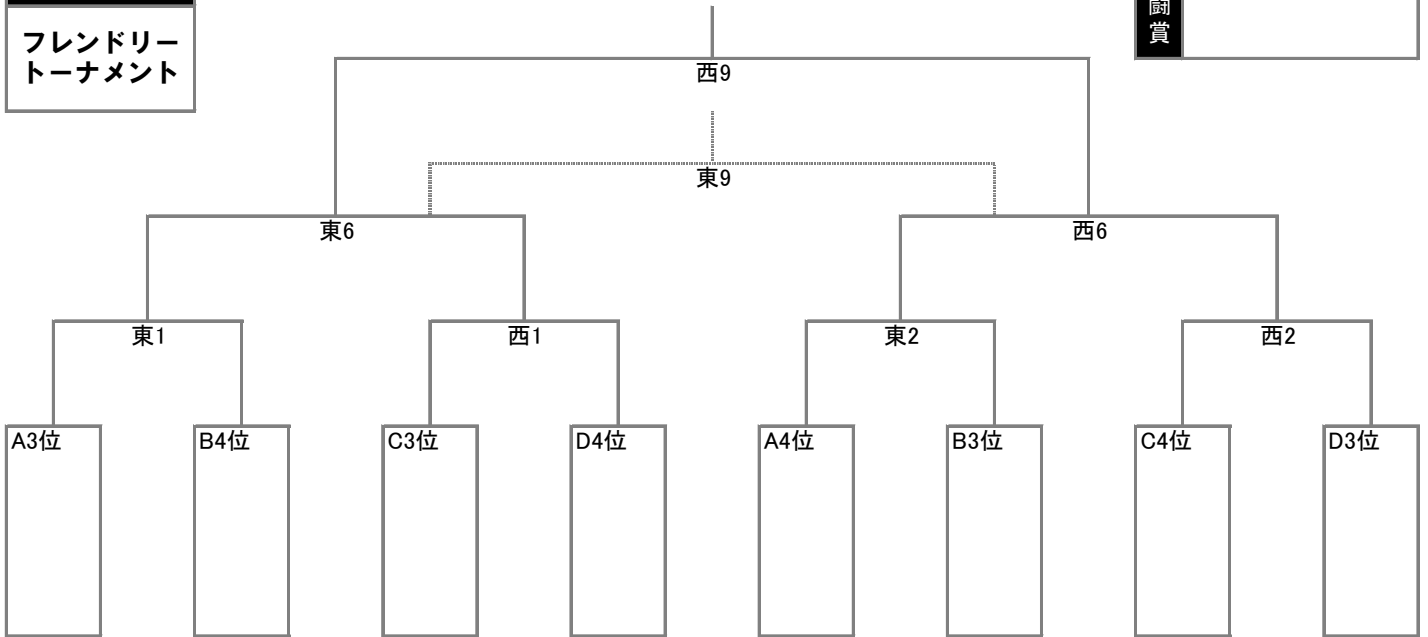 フレンドリー
トーナメント
賞
西9
東9
東6
西6
東1
西1
東2
西2
A3位
B4位
C3位
D4位
A4位
B3位
C4位
D3位